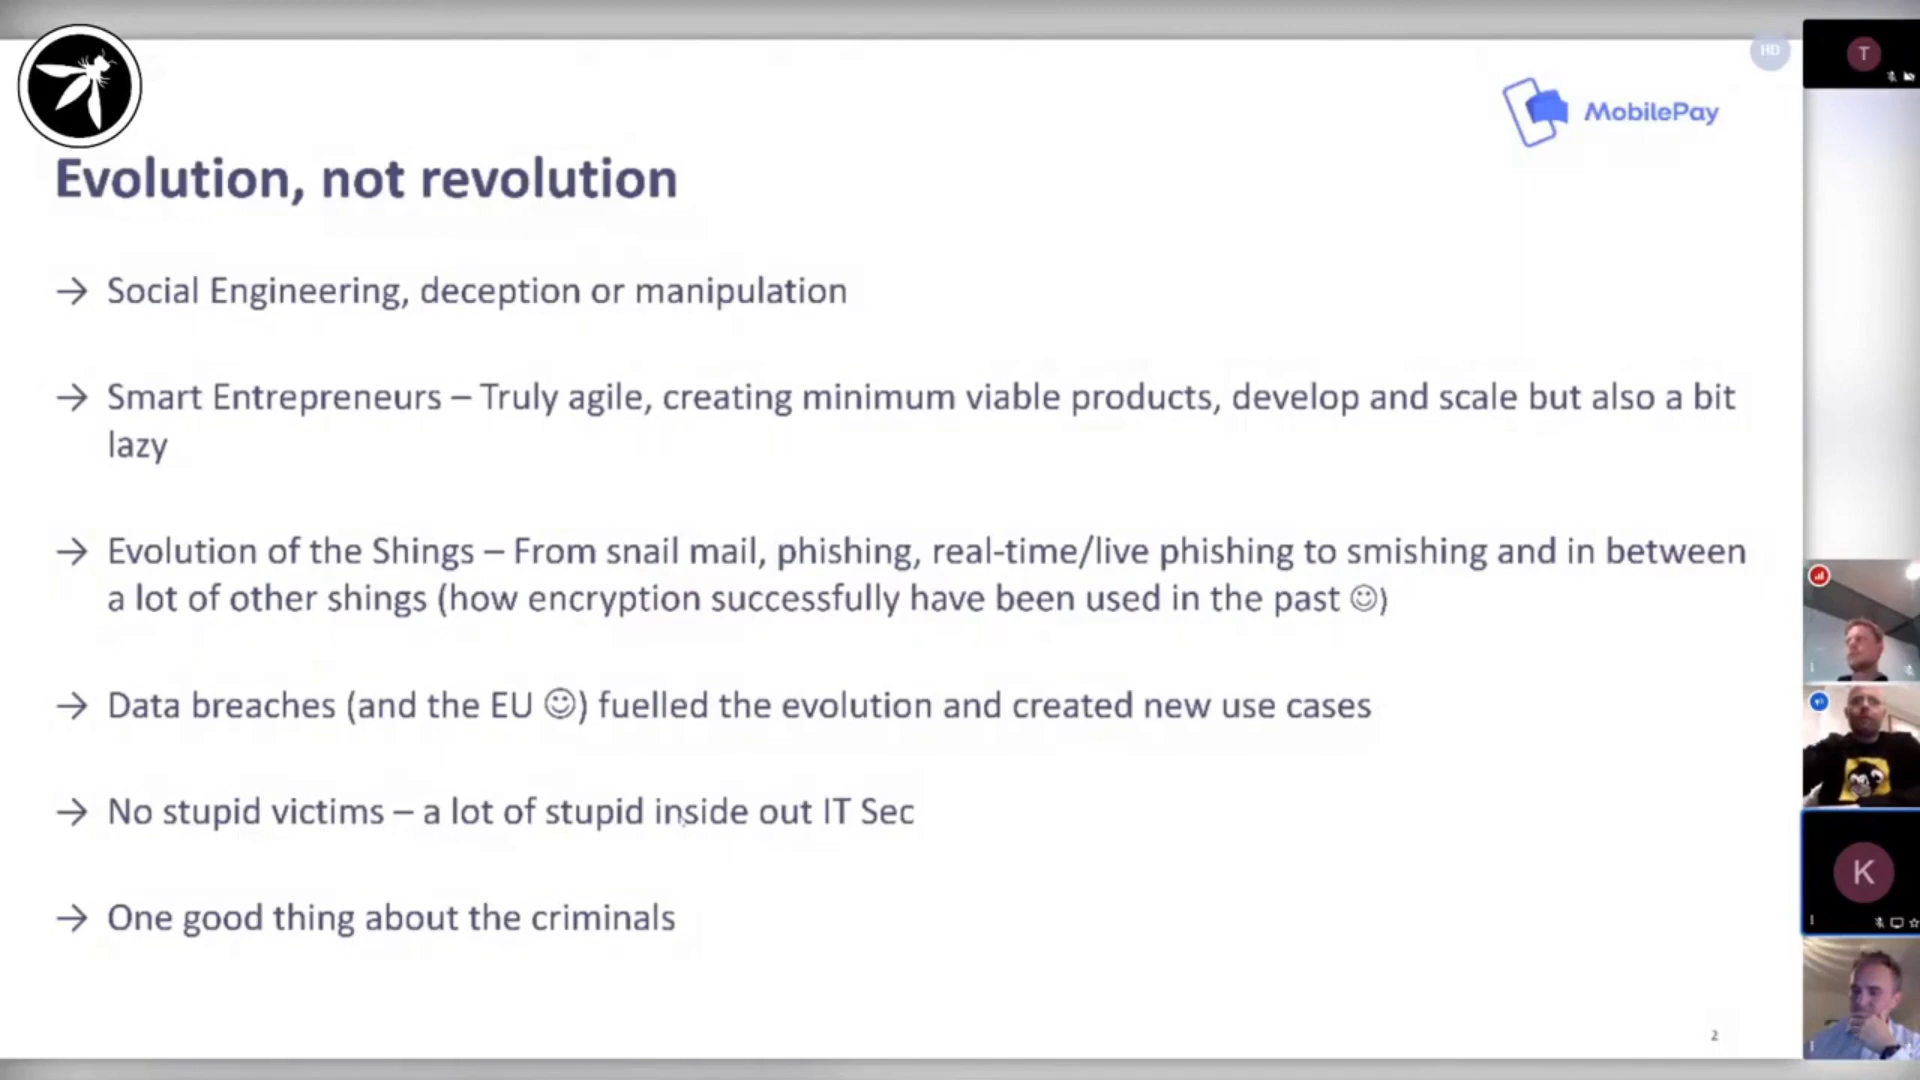 HD
T
MobilePay
Evolution, not revolution
→ Social Engineering, deception or manipulation
→ Smart Entrepreneurs – Truly agile, creating minimum viable products, develop and scale but also a bit
lazy
→ Evolution of the Shings – From snail mail, phishing, real-time/live phishing to smishing and in between
a lot of other shings (how encryption successfully have been used in the past ☺)
→ Data breaches (and the EU ☺) fuelled the evolution and created new use cases
→ No stupid victims – a lot of stupid inside out IT Sec
→ One good thing about the criminals
K
2